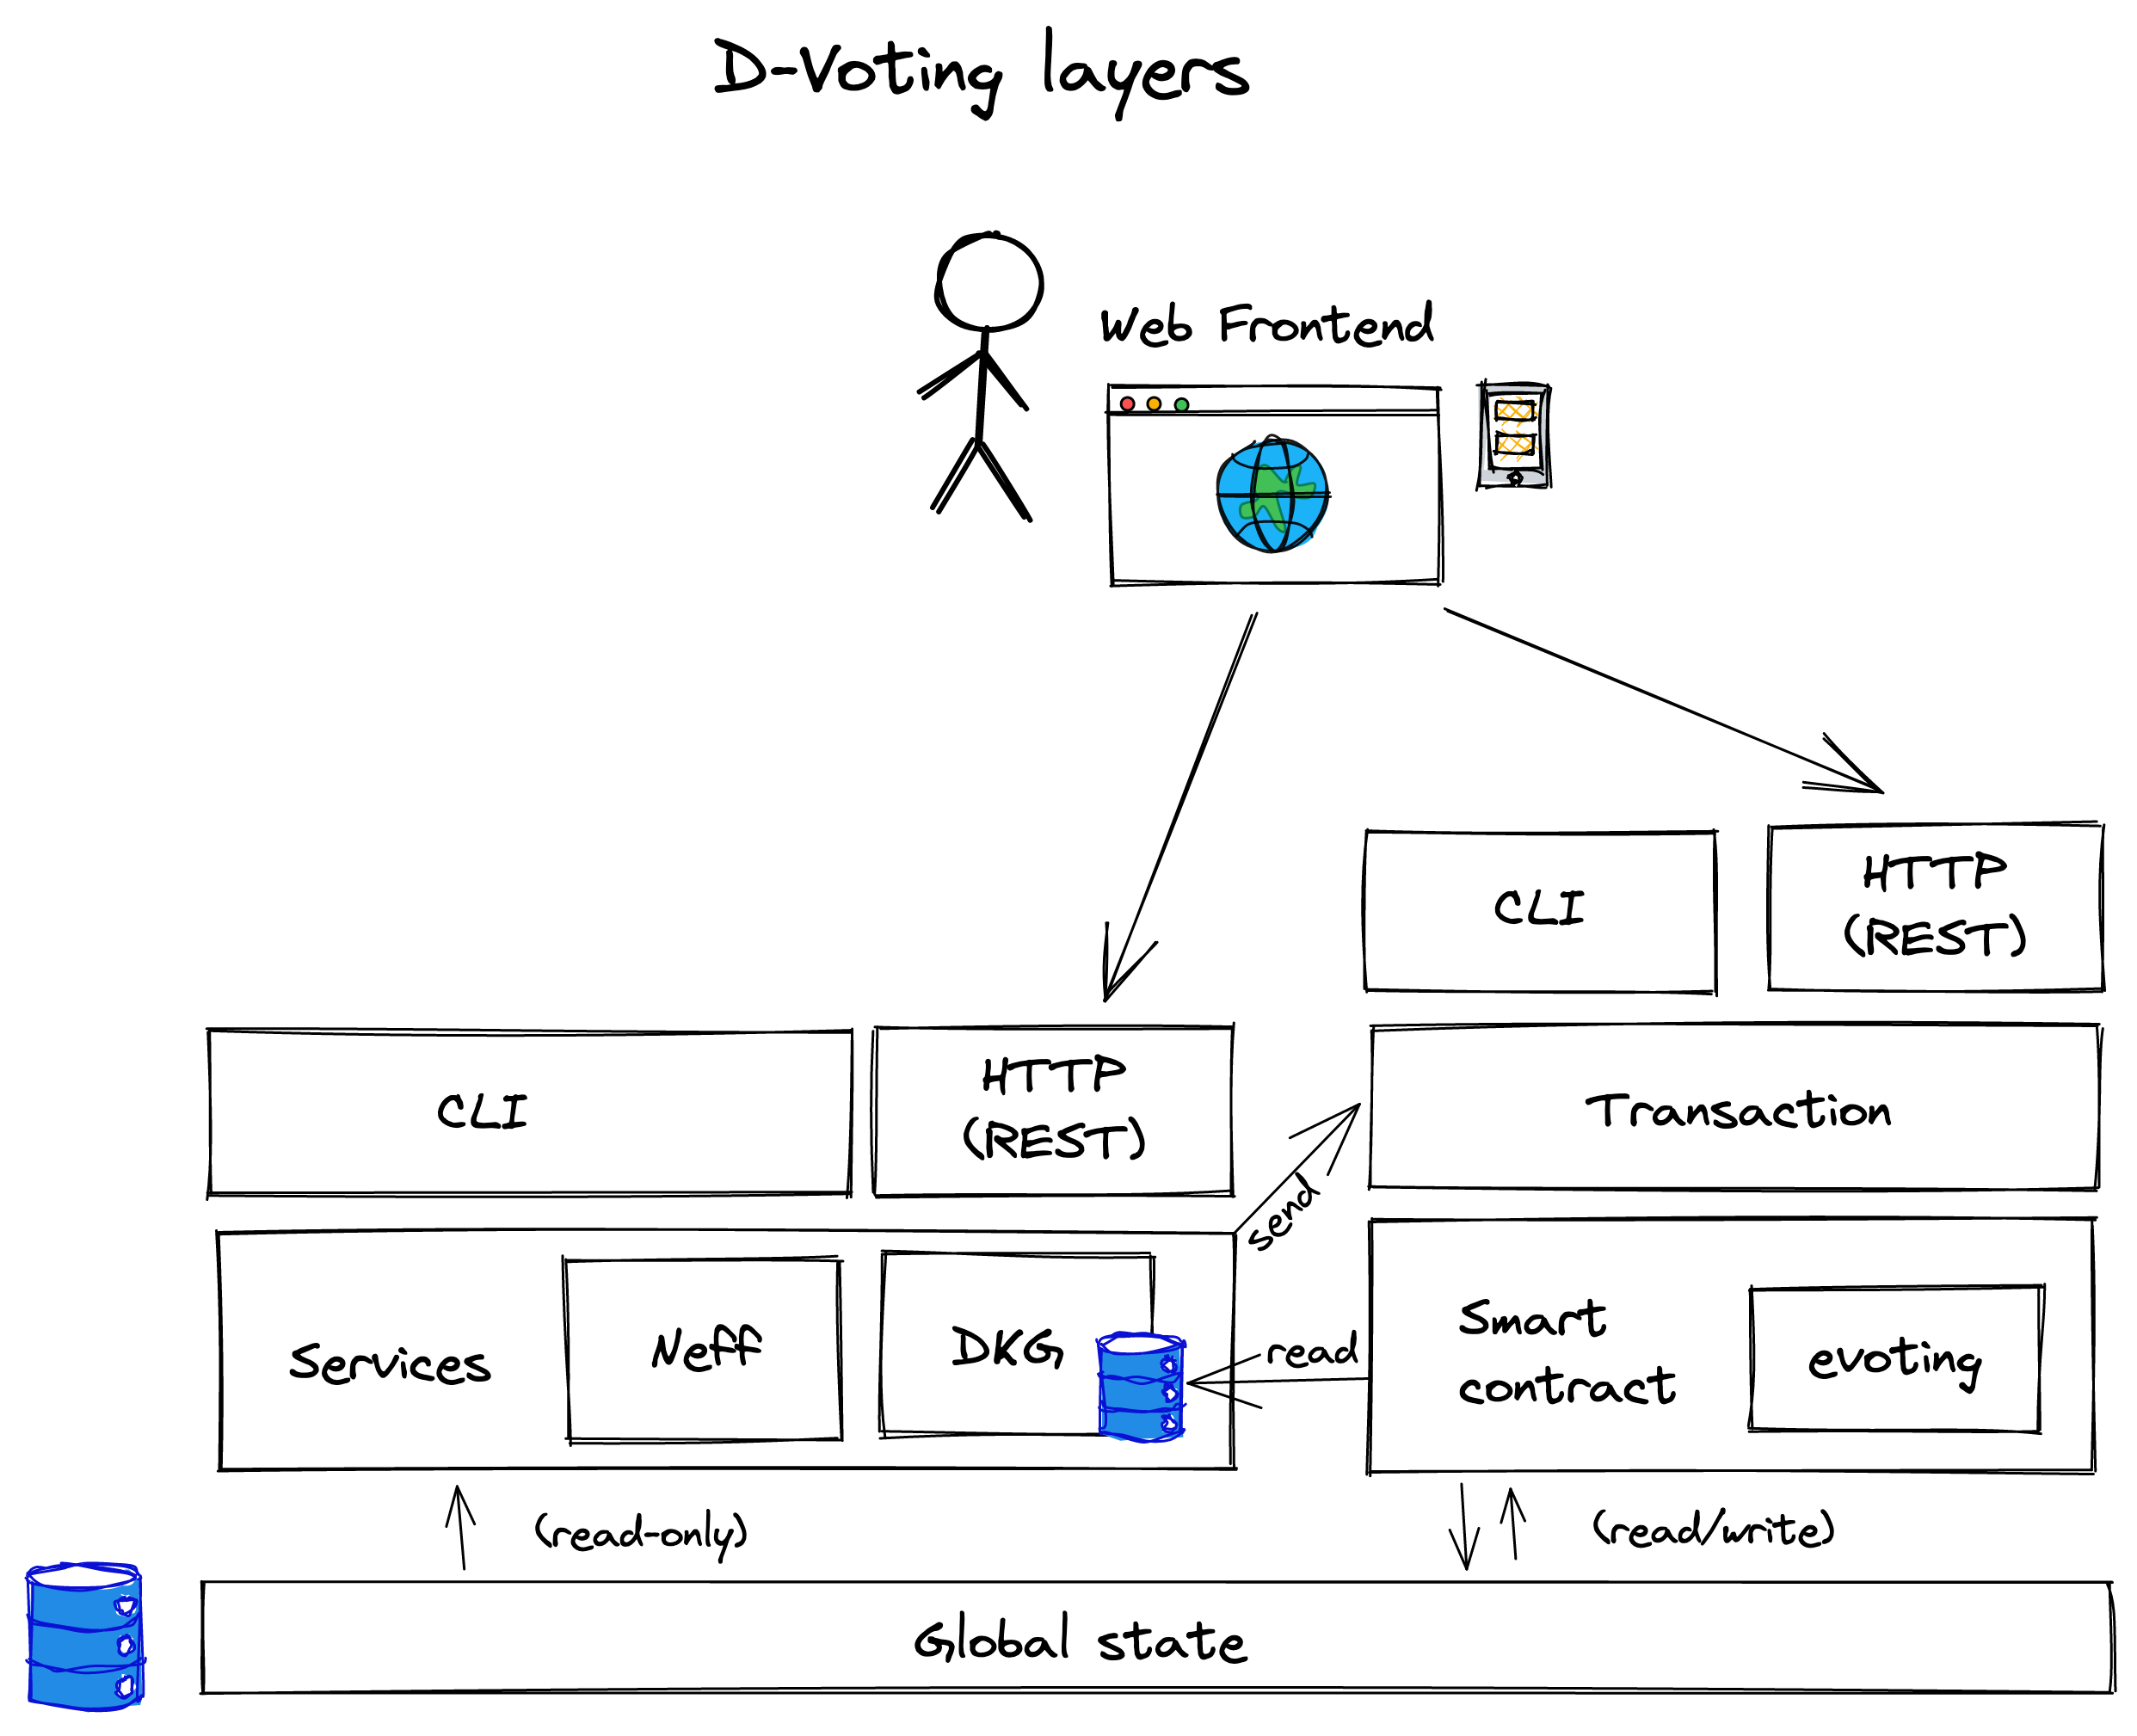 D-Voting layers
Web Frontend
CLI
HTTP
(REST)
CLI
HTTP
(REST)
Transaction
send
Services
Neff
DKG
read
Smart
contract
evoting
(read-only)
(read/write)
Global state